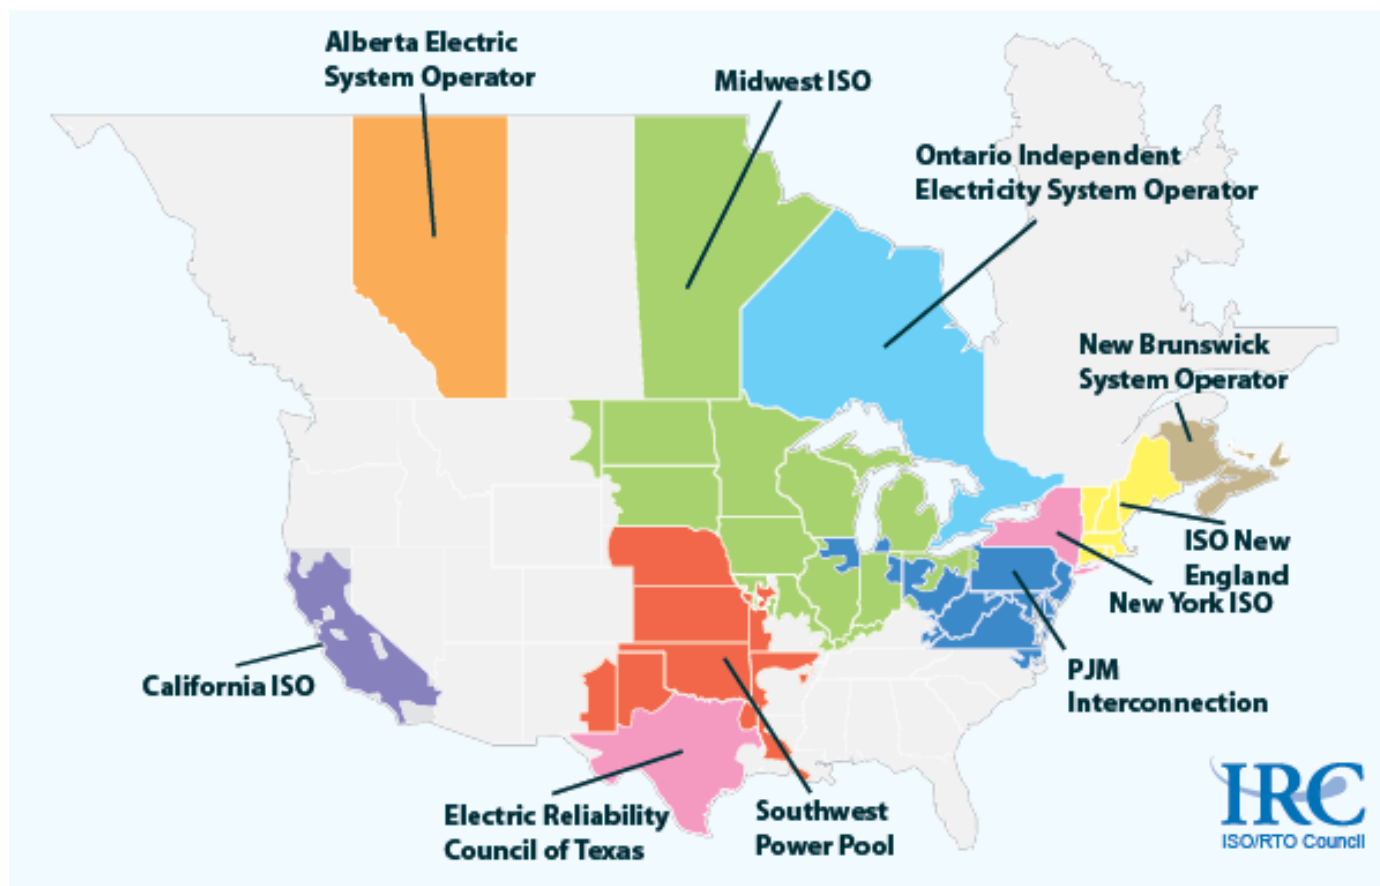 Alberta Electric
System Operator
Midwest ISO
Ontario Independent
Electricity System Operator
New Brunswick
System Operator
ISO New
England
New York ISO
PJM
Interconnection
California ISO
Electric Reliability
Council of Texas
Southwest
Power Pool
IRC
ISO/RTO Council